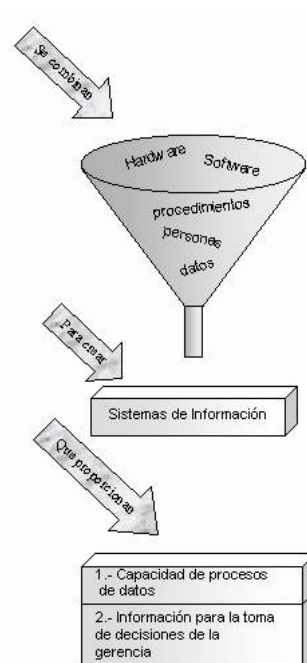 Se combinan
Hardware Software
procedimientos
personas
datos
Para crear
Sistemas de Información
Que proporcionan
1.- Capacidad de procesos
de datos
2.- Información para la toma
de decisiones de la
gerencia